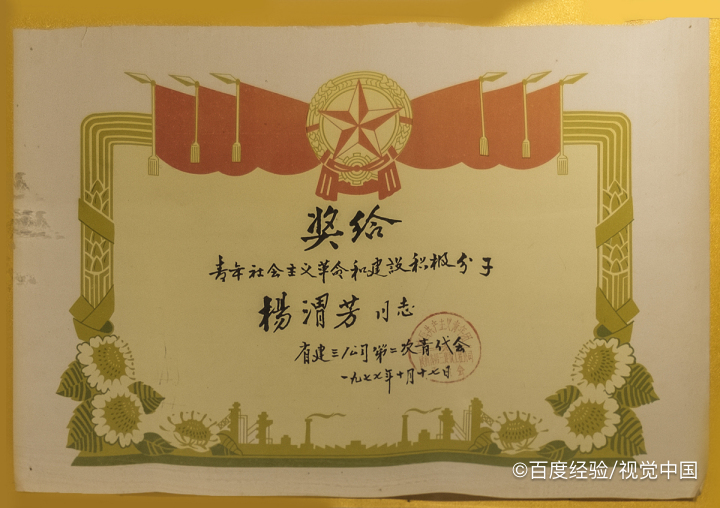 奖给
青年社会主义革命和建設积极分子
楊渭芳同志
省建三公司第二次青代会
一九七七年十月十七日
©百度经验/视觉中国